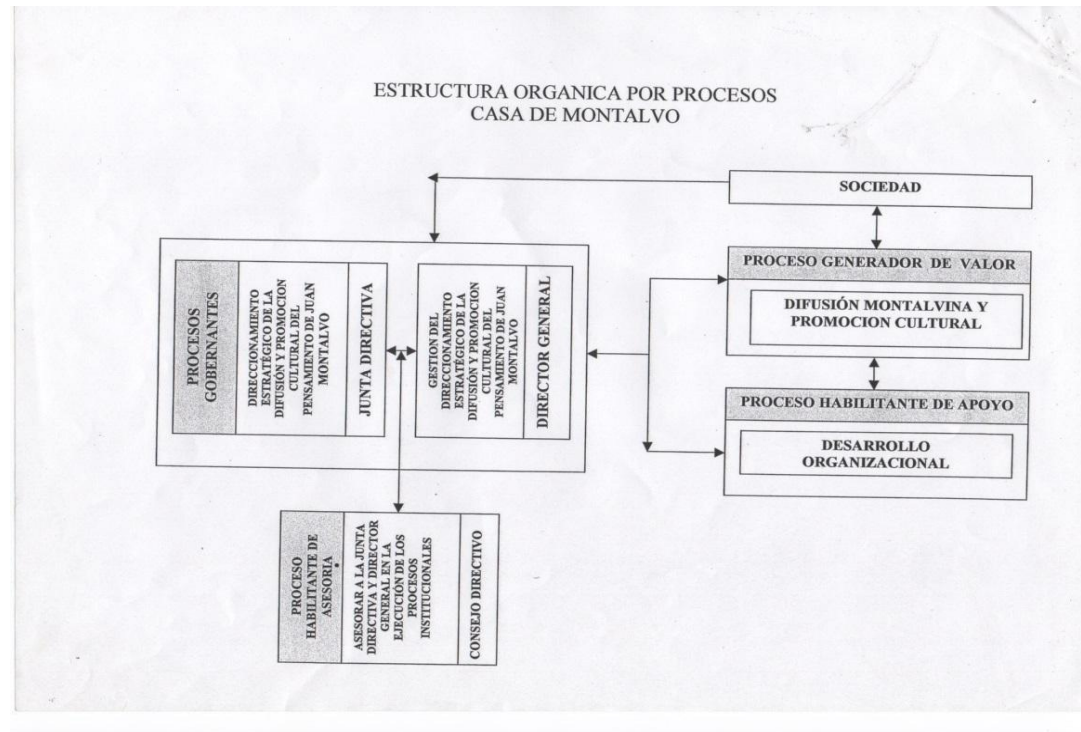 ESTRUCTURA ORGANICA POR PROCESOS
CASA DE MONTALVO
SOCIEDAD
PROCESO GENERADOR DE VALOR
DIFUSIÓN MONTALVINA Y
PROMOCION CULTURAL
PROCESO HABILITANTE DE APOYO
DESARROLLO
ORGANIZACIONAL
PROCESOS
GOBERNANTES
DIRECCIONAMIENTO
ESTRATÉGICO DE LA
DIFUSIÓN Y PROMOCION
CULTURAL DEL
PENSAMIENTO DE JUAN
MONTALVO
JUNTA DIRECTIVA
GESTION DEL
DIRECCIONAMIENTO
ESTRATÉGICO DE LA
DIFUSIÓN Y PROMOCION
CULTURAL DEL
PENSAMIENTO DE JUAN
MONTALVO
DIRECTOR GENERAL
PROCESO
HABILITANTE DE
ASESORIA
ASESORAR A LA JUNTA
DIRECTIVA Y DIRECTOR
GENERAL EN LA
EJECUCIÓN DE LOS
PROCESOS
INSTITUCIONALES
CONSEJO DIRECTIVO